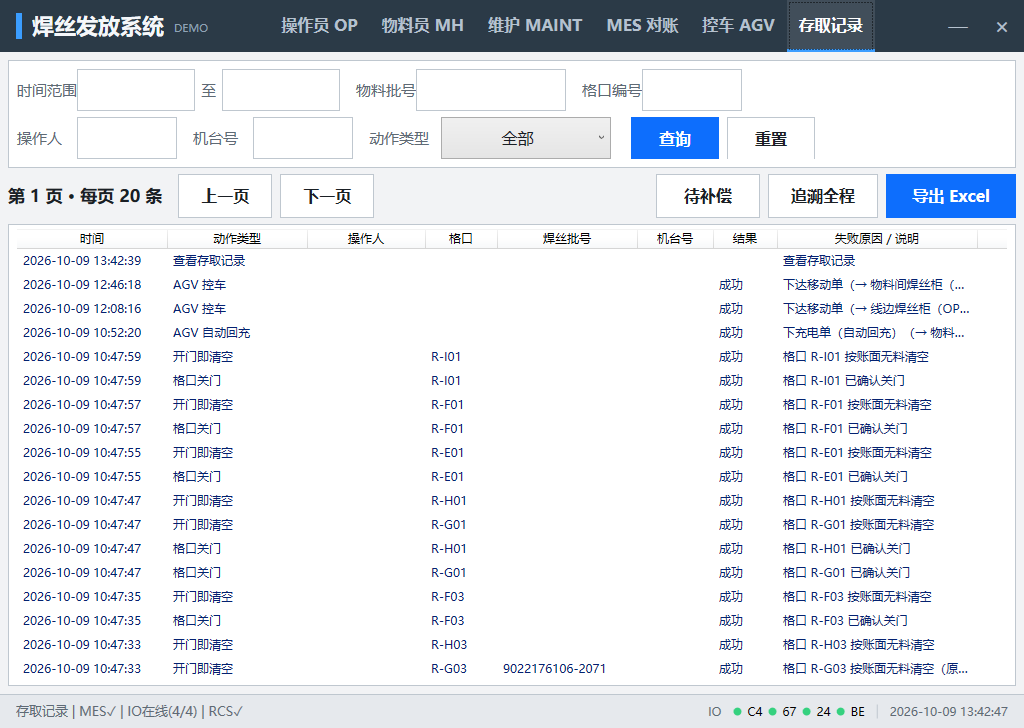 焊丝发放系统 DEMO 操作员 OP 物料员 MH 维护 MAINT MES 对账 控车 AGV 存取记录
时间范围 至 物料批号 格口编号
操作人 机台号 动作类型 全部 查询 重置
第 1 页 • 每页 20 条 上一页 下一页 待补偿 追溯全程 导出 Excel
时间 动作类型 操作人 格口 焊丝批号 机台号 结果 失败原因 / 说明
2026-10-09 13:42:39 查看存取记录 查看存取记录
2026-10-09 12:46:18 AGV 控车 成功 下达移动单（→ 物料间焊丝柜（...
2026-10-09 12:08:16 AGV 控车 成功 下达移动单（→ 线边焊丝柜（OP...
2026-10-09 10:52:20 AGV 自动回充 成功 下充电单（自动回充）（→ 物料...
2026-10-09 10:47:59 开门即清空 R-I01 成功 格口 R-I01 按账面无料清空
2026-10-09 10:47:59 格口关门 R-I01 成功 格口 R-I01 已确认关门
2026-10-09 10:47:57 开门即清空 R-F01 成功 格口 R-F01 按账面无料清空
2026-10-09 10:47:57 格口关门 R-F01 成功 格口 R-F01 已确认关门
2026-10-09 10:47:55 开门即清空 R-E01 成功 格口 R-E01 按账面无料清空
2026-10-09 10:47:55 格口关门 R-E01 成功 格口 R-E01 已确认关门
2026-10-09 10:47:47 开门即清空 R-H01 成功 格口 R-H01 按账面无料清空
2026-10-09 10:47:47 开门即清空 R-G01 成功 格口 R-G01 按账面无料清空
2026-10-09 10:47:47 格口关门 R-H01 成功 格口 R-H01 已确认关门
2026-10-09 10:47:47 格口关门 R-G01 成功 格口 R-G01 已确认关门
2026-10-09 10:47:35 开门即清空 R-F03 成功 格口 R-F03 按账面无料清空
2026-10-09 10:47:35 格口关门 R-F03 成功 格口 R-F03 已确认关门
2026-10-09 10:47:33 开门即清空 R-H03 成功 格口 R-H03 按账面无料清空
2026-10-09 10:47:33 开门即清空 R-G03 9022176106-2071 成功 格口 R-G03 按账面无料清空（原...
存取记录 | MES✓ | IO在线(4/4) | RCS✓ IO C4 67 24 BE 2026-10-09 13:42:47